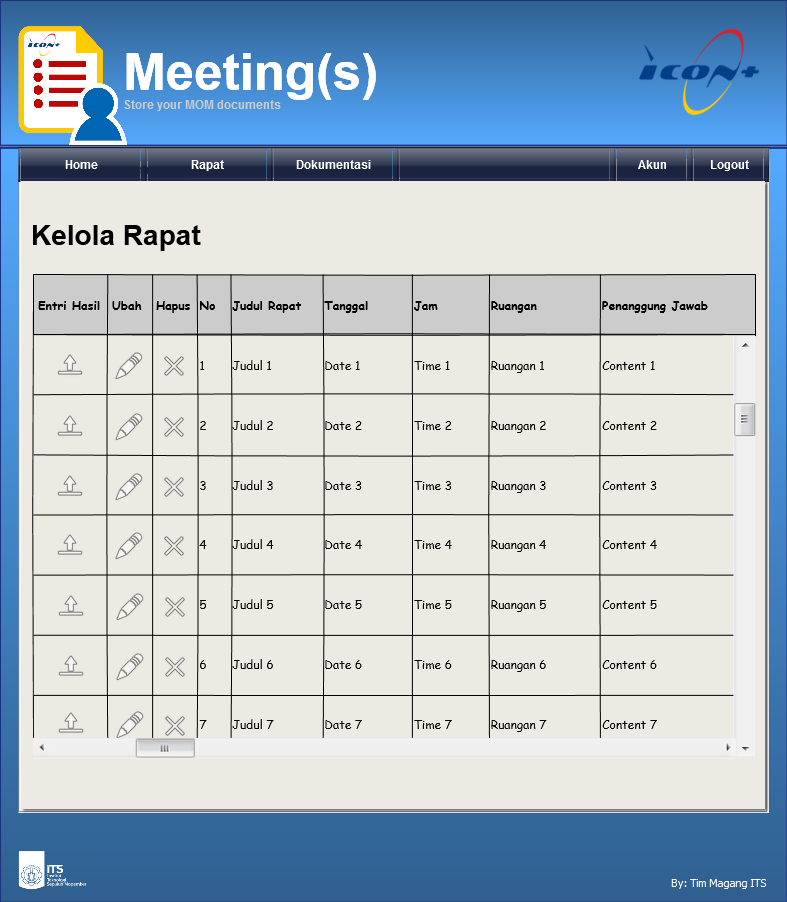 icon+
Meeting(s)
Store your MOM documents
icon+
Home Rapat Dokumentasi Akun Logout
Kelola Rapat
Entri Hasil Ubah Hapus No Judul Rapat Tanggal Jam Ruangan Penanggung Jawab
1 Judul 1 Date 1 Time 1 Ruangan 1 Content 1
2 Judul 2 Date 2 Time 2 Ruangan 2 Content 2
3 Judul 3 Date 3 Time 3 Ruangan 3 Content 3
4 Judul 4 Date 4 Time 4 Ruangan 4 Content 4
5 Judul 5 Date 5 Time 5 Ruangan 5 Content 5
6 Judul 6 Date 6 Time 6 Ruangan 6 Content 6
7 Judul 7 Date 7 Time 7 Ruangan 7 Content 7
ITS
Institut
Teknologi
Sepuluh Nopember
By: Tim Magang ITS